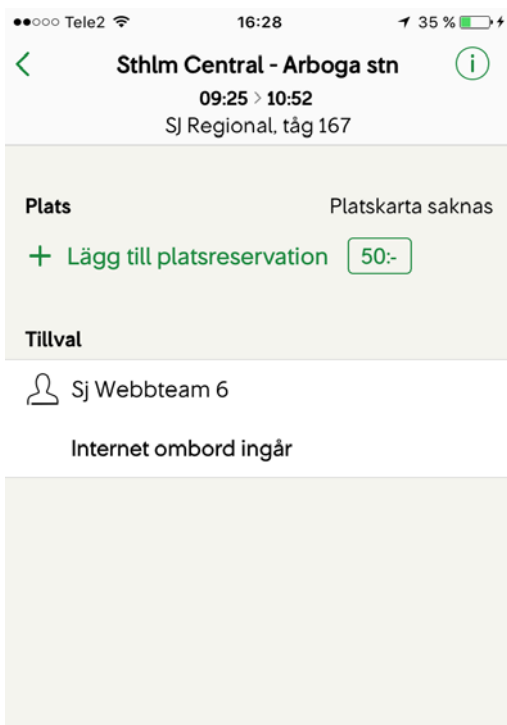 Tele2 16:28 35 %
Sthlm Central - Arboga stn
09:25 > 10:52
SJ Regional, tåg 167
Plats Platskarta saknas
+ Lägg till platsreservation 50:-
Tillval
Sj Webbteam 6
Internet ombord ingår